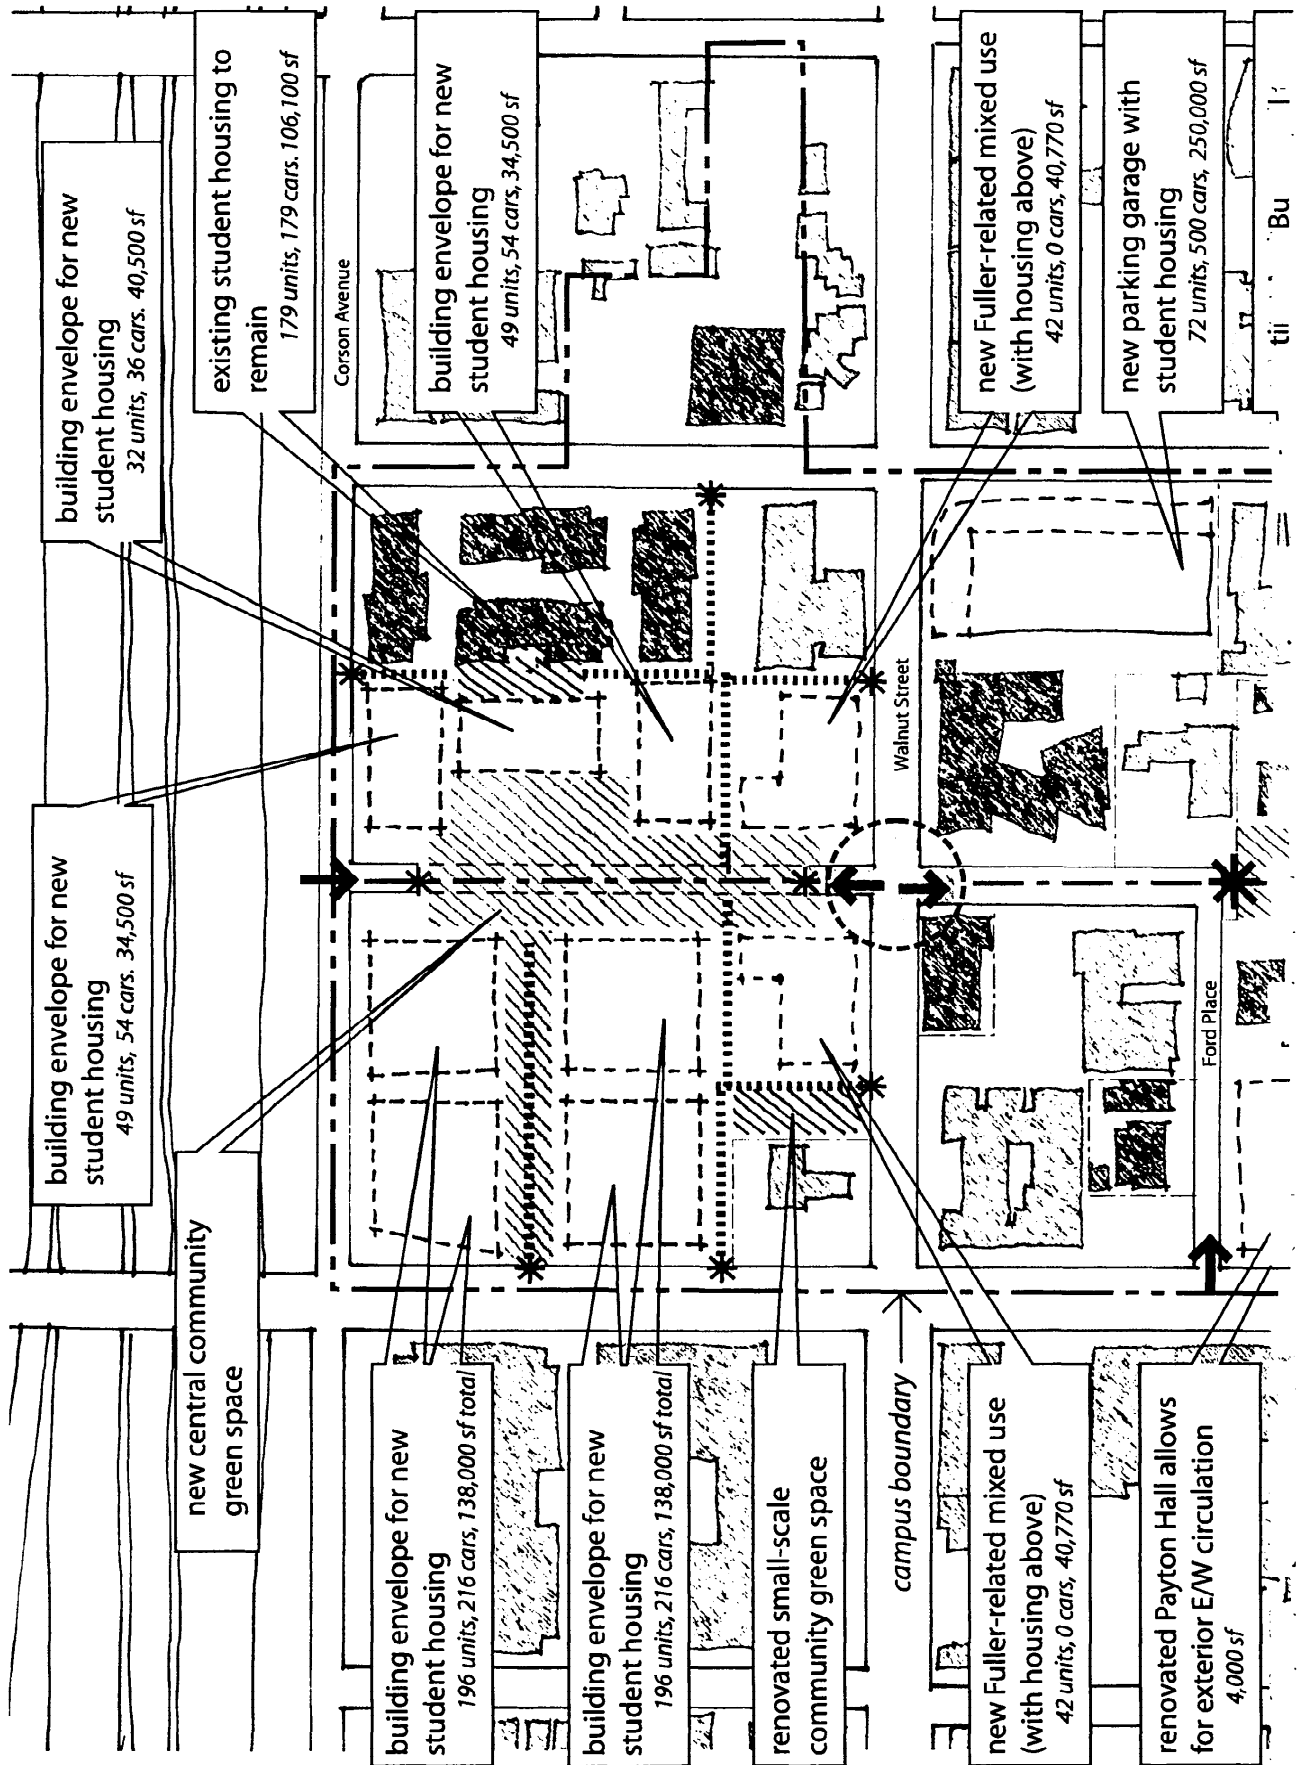 building envelope for new
student housing
32 units, 36 cars. 40,500 sf
existing student housing to
remain
179 units, 179 cars. 106,100 sf
Corson Avenue
building envelope for new
student housing
49 units, 54 cars, 34,500 sf
new Fuller-related mixed use
(with housing above)
42 units, 0 cars, 40,770 sf
new parking garage with
student housing
72 units, 500 cars, 250,000 sf
Bu
tii
building envelope for new
student housing
49 units, 54 cars. 34,500 sf
new central community
green space
Walnut Street
Ford Place
building envelope for new
student housing
196 units, 216 cars, 138,000 sf total
building envelope for new
student housing
196 units, 216 cars, 138,000 sf total
renovated small-scale
community green space
campus boundary
new Fuller-related mixed use
(with housing above)
42 units, 0 cars, 40,770 sf
renovated Payton Hall allows
for exterior E/W circulation
4,000 sf